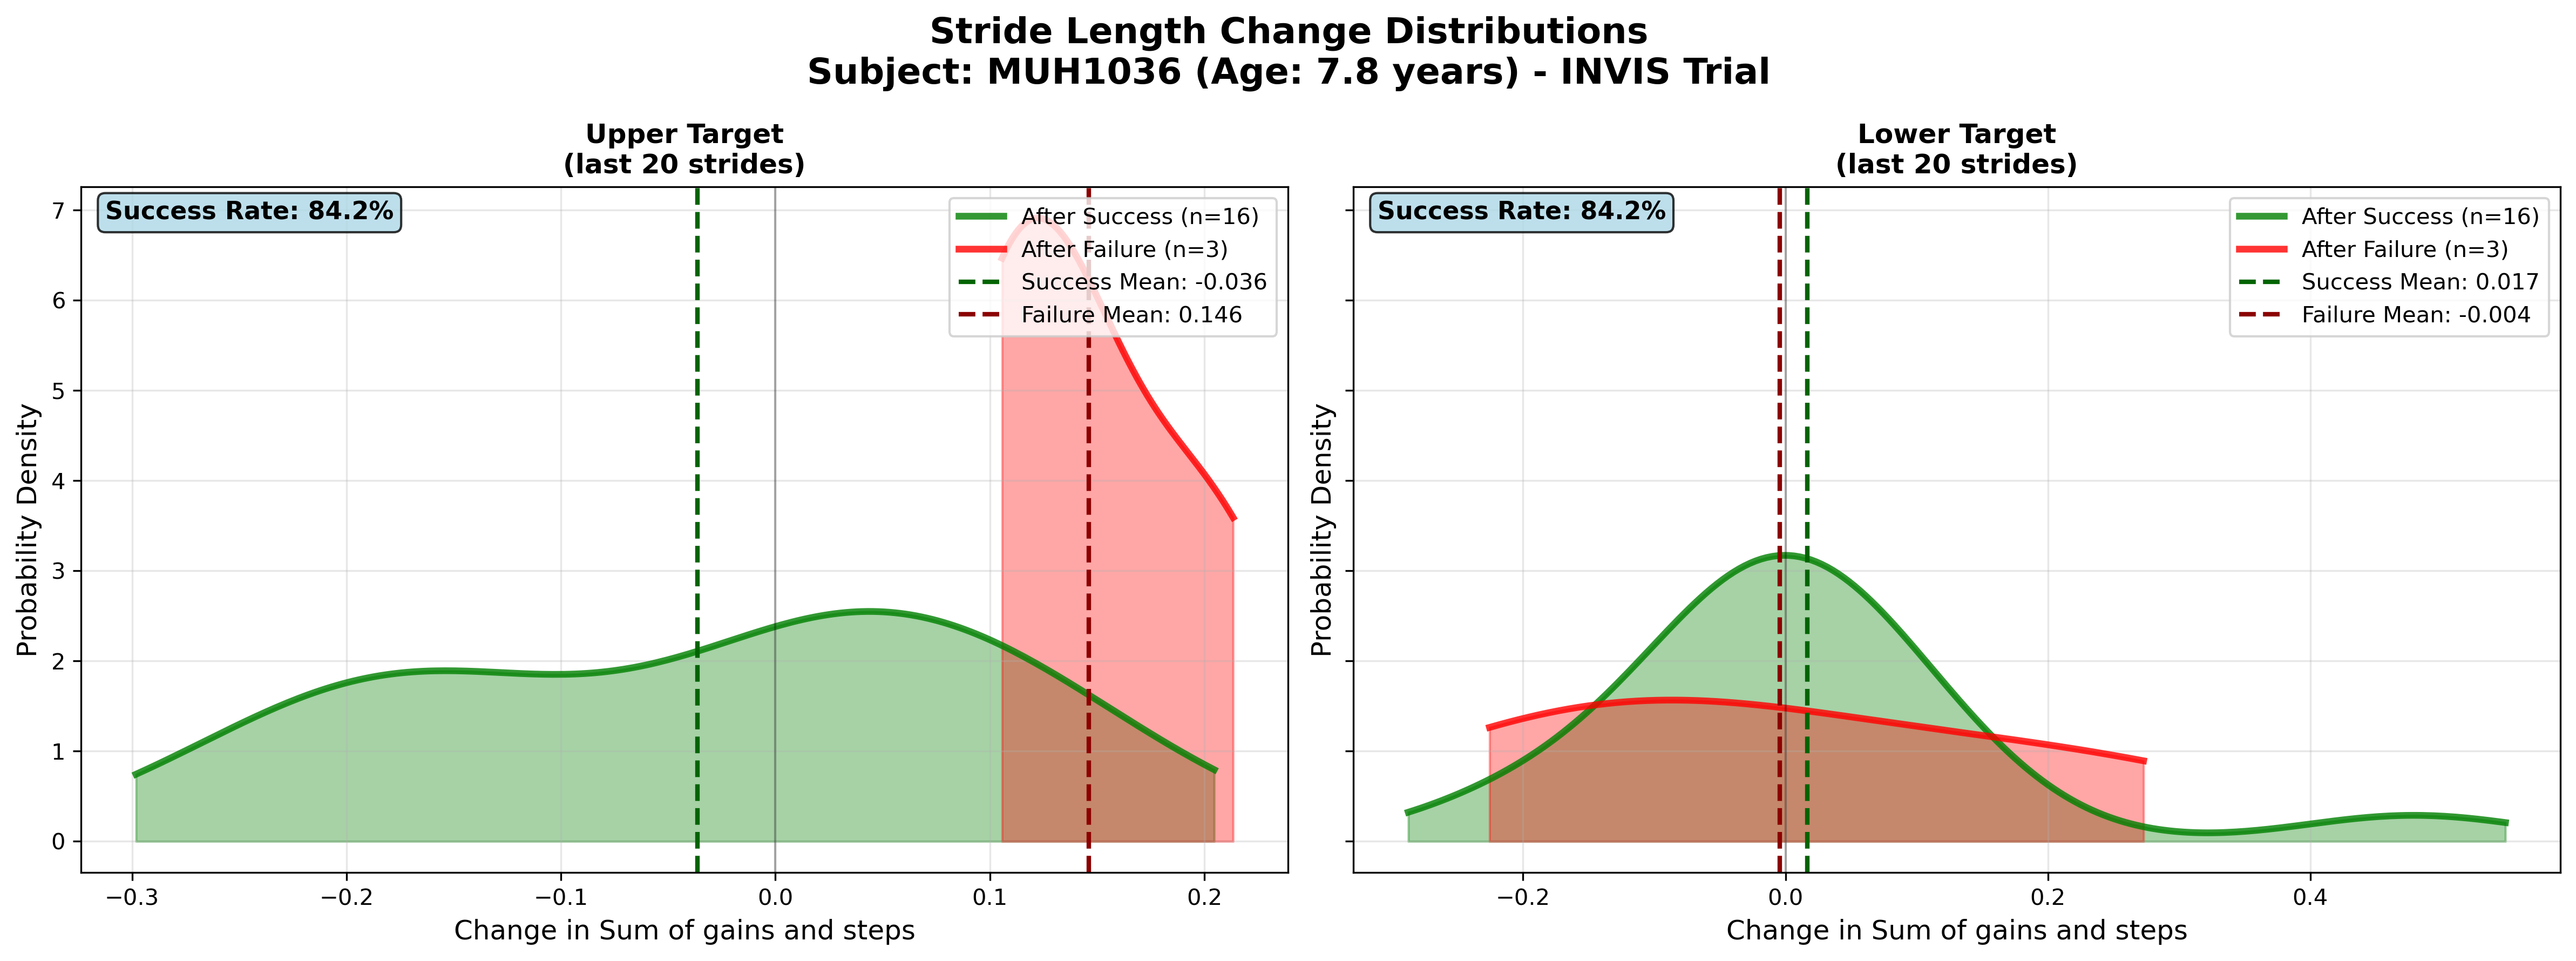 Stride Length Change Distributions
Subject: MUH1036 (Age: 7.8 years) - INVIS Trial
Upper Target
(last 20 strides)
Success Rate: 84.2%
After Success (n=16)
After Failure (n=3)
Success Mean: -0.036
Failure Mean: 0.146
Probability Density
7
6
5
4
3
2
1
0
−0.3
−0.2
−0.1
0.0
0.1
0.2
Change in Sum of gains and steps
Lower Target
(last 20 strides)
Success Rate: 84.2%
After Success (n=16)
After Failure (n=3)
Success Mean: 0.017
Failure Mean: -0.004
Probability Density
−0.2
0.0
0.2
0.4
Change in Sum of gains and steps